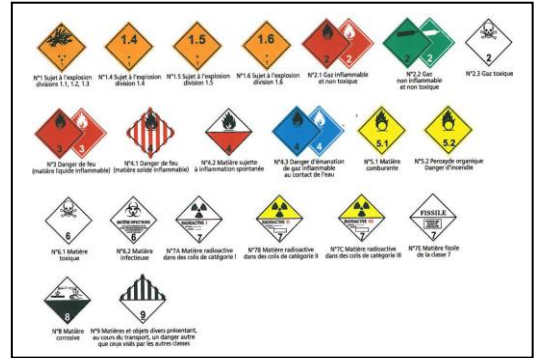 1.4
1.5
1.6
2
2
2
2
2
N°1 Sujet à l'explosion
divisions 1.1, 1.2, 1.3
N°1.4 Sujet à l'explosion
division 1.4
N°1.5 Sujet à l'explosion
division 1.5
N°1.6 Sujet à l'explosion
division 1.6
N°2.1 Gaz inflammable
et non toxique
N°2.2 Gaz
non inflammable
et non toxique
N°2.3 Gaz toxique
3
3
4
4
4
4
5.1
5.2
N°3 Danger de feu
(matière liquide inflammable)
N°4.1 Danger de feu
(matière solide inflammable)
N°4.2 Matière sujette
à inflammation spontanée
N°4.3 Danger d'émanation
de gaz inflammable
au contact de l'eau
N°5.1 Matière
comburante
N°5.2 Peroxyde organique
Danger d'incendie
6
6
RADIOACTIVE I
7
RADIOACTIVE II
7
RADIOACTIVE III
7
FISSILE
7
N°6.1 Matière
toxique
N°6.2 Matière
infectieuse
N°7A Matière radioactive
dans des colis de catégorie I
N°7B Matière radioactive
dans des colis de catégorie II
N°7C Matière radioactive
dans des colis de catégorie III
N°7E Matière fissile
de la classe 7
8
9
N°8 Matière
corrosive
N°9 Matières et objets divers présentant,
au cours du transport, un danger autre
que ceux visés par les autres classes